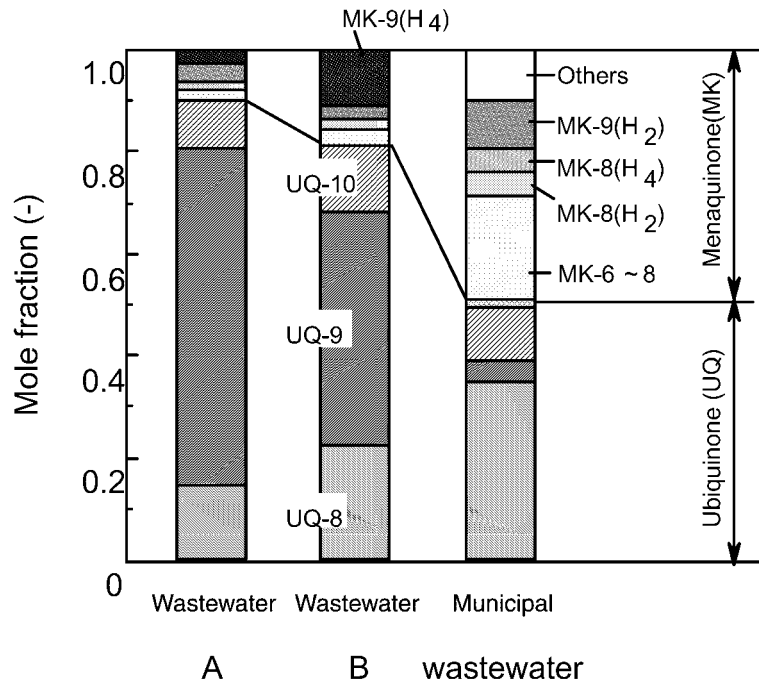 MK-9(H4)
1.0
0.8
0.6
0.4
0.2
0
Mole fraction (-)
UQ-10
UQ-9
UQ-8
Others
MK-9(H2)
MK-8(H4)
MK-8(H2)
MK-6 ~ 8
Menaquinone(MK)
Ubiquinone (UQ)
Wastewater Wastewater Municipal
A B wastewater